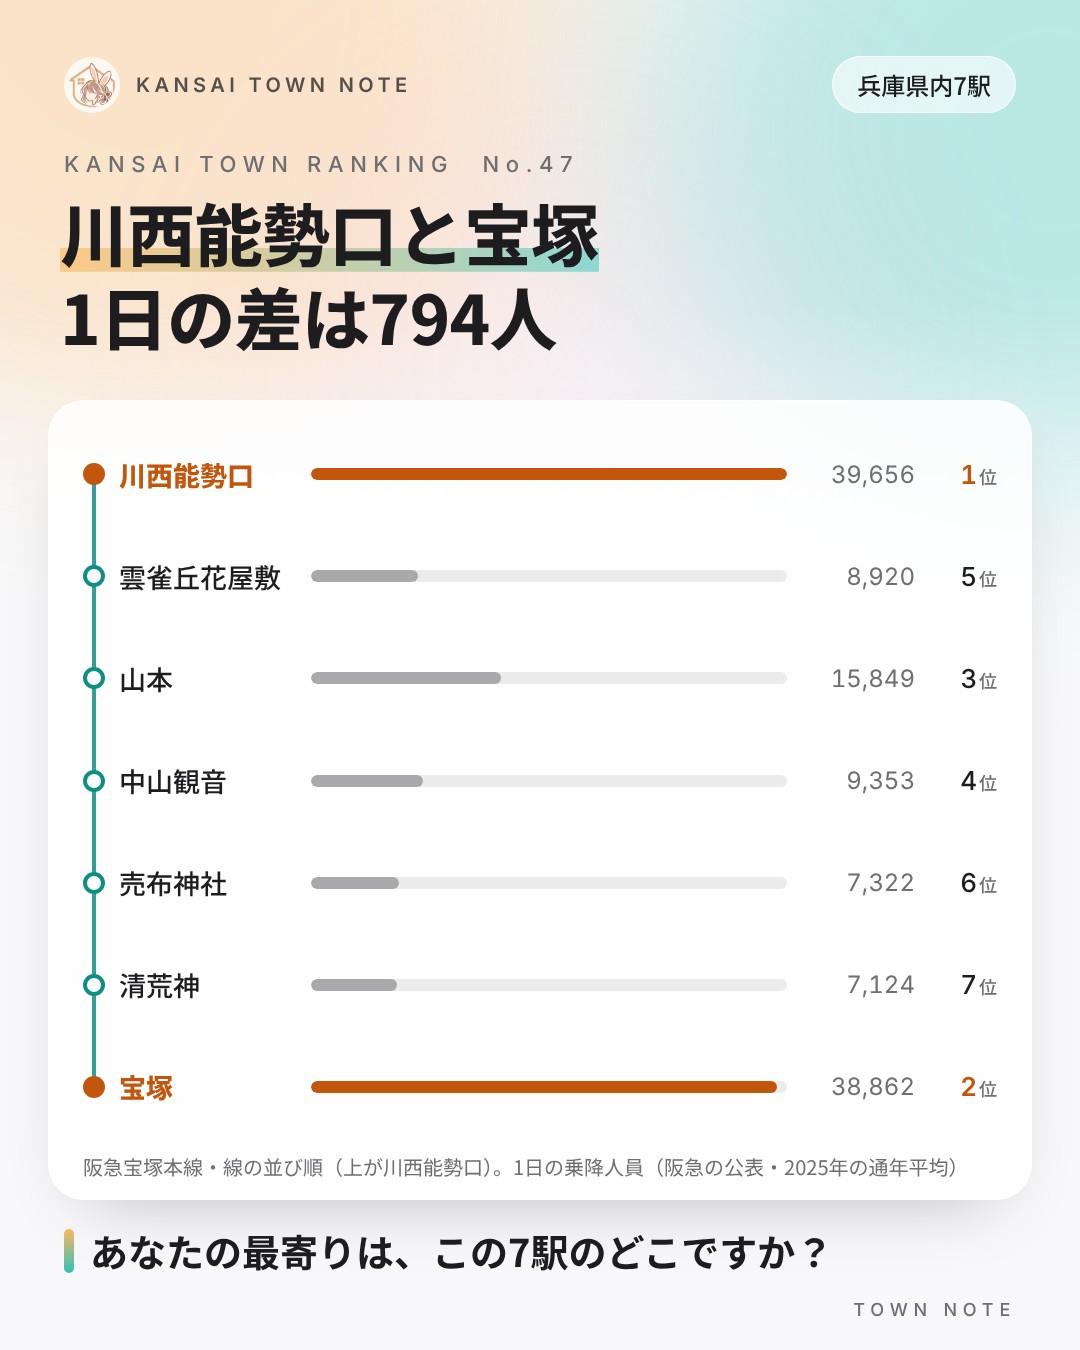 KANSAI TOWN NOTE
兵庫県内7駅
KANSAI TOWN RANKING No.47
川西能勢口と宝塚
1日の差は794人
川西能勢口 39,656 1位
雲雀丘花屋敷 8,920 5位
山本 15,849 3位
中山観音 9,353 4位
売布神社 7,322 6位
清荒神 7,124 7位
宝塚 38,862 2位
阪急宝塚本線・線の並び順（上が川西能勢口）。1日の乗降人員（阪急の公表・2025年の通年平均）
あなたの最寄りは、この7駅のどこですか？
TOWN NOTE